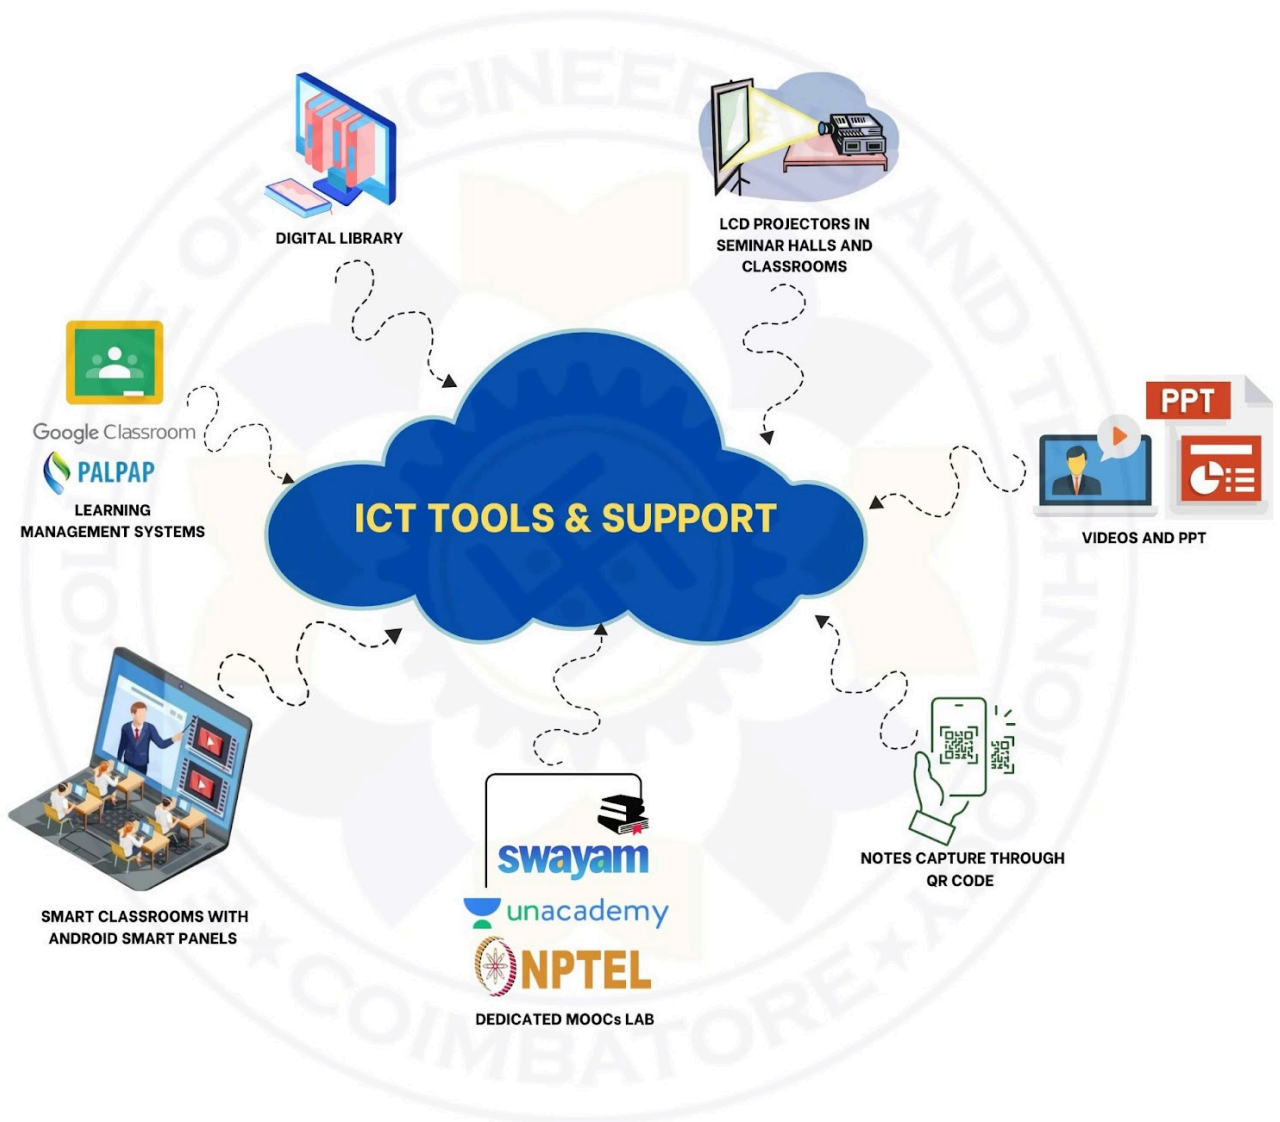 DIGITAL LIBRARY
LCD PROJECTORS IN
SEMINAR HALLS AND
CLASSROOMS
Google Classroom
PALPAP
LEARNING
MANAGEMENT SYSTEMS
PPT
VIDEOS AND PPT
ICT TOOLS & SUPPORT
SMART CLASSROOMS WITH
ANDROID SMART PANELS
swayam
unacademy
NPTEL
DEDICATED MOOCs LAB
NOTES CAPTURE THROUGH
QR CODE
COIMBATORE